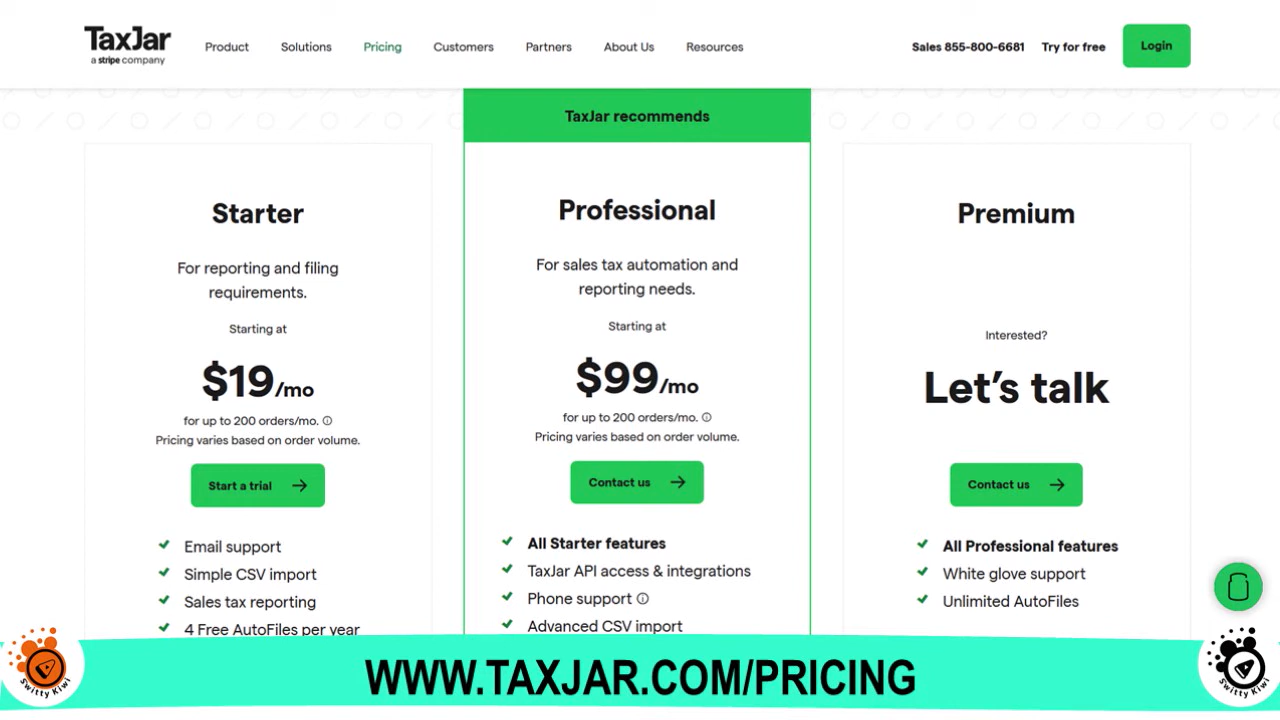 TaxJar
a stripe company
Product
Solutions
Pricing
Customers
Partners
About Us
Resources
Sales 855-800-6681
Try for free
Login
TaxJar recommends
Starter
For reporting and filing
requirements.
Starting at
$19/mo
for up to 200 orders/mo.
Pricing varies based on order volume.
Start a trial
Email support
Simple CSV import
Sales tax reporting
4 Free AutoFiles per year
Professional
For sales tax automation and
reporting needs.
Starting at
$99/mo
for up to 200 orders/mo.
Pricing varies based on order volume.
Contact us
All Starter features
TaxJar API access & integrations
Phone support
Advanced CSV import
Premium
Interested?
Let's talk
Contact us
All Professional features
White glove support
Unlimited AutoFiles
Switty Kiwi
WWW.TAXJAR.COM/PRICING
Switty Kiwi